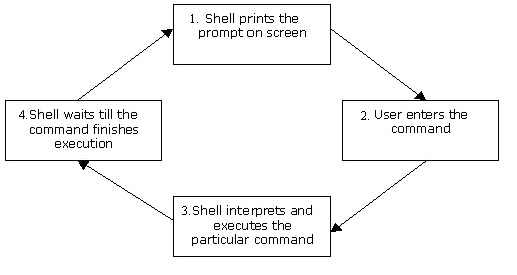 1. Shell prints the
prompt on screen
2. User enters the
command
3.Shell interprets and
executes the
particular command
4.Shell waits till the
command finishes
execution